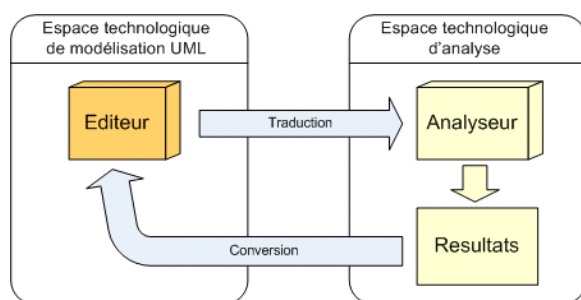 Espace technologique
de modélisation UML
Espace technologique
d'analyse
Editeur
Traduction
Analyseur
Conversion
Resultats